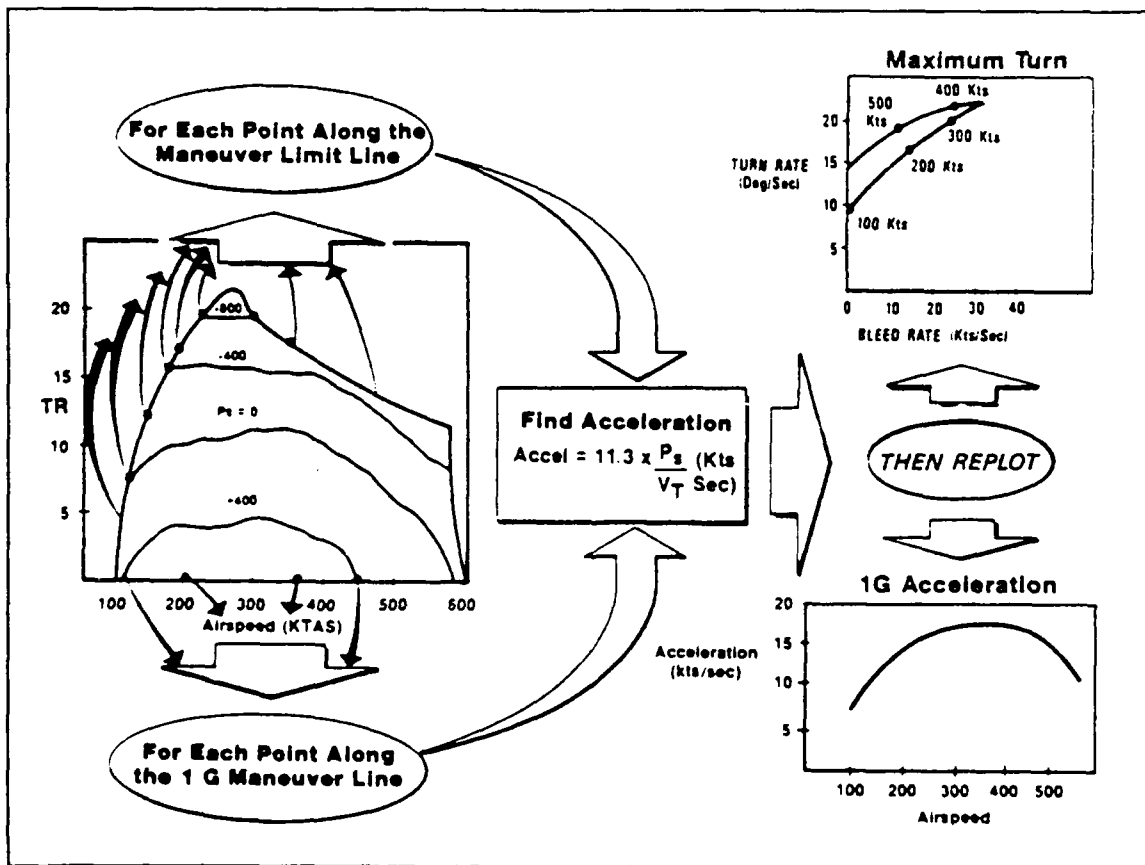 For Each Point Along the
Maneuver Limit Line
TR
20
15
10
5
-800
-400
Ps = 0
-400
100 200 300 400 500 600
Airspeed (KTAS)
For Each Point Along
the 1 G Maneuver Line
Find Acceleration
Accel = 11.3 x Ps/VT (Kts Sec)
Maximum Turn
TURN RATE
(Deg/Sec)
20
15
10
5
500
Kts
400 Kts
300 Kts
200 Kts
100 Kts
0 10 20 30 40
BLEED RATE (Kts/Sec)
THEN REPLOT
1G Acceleration
Acceleration
(kts/sec)
20
15
10
5
100 200 300 400 500
Airspeed